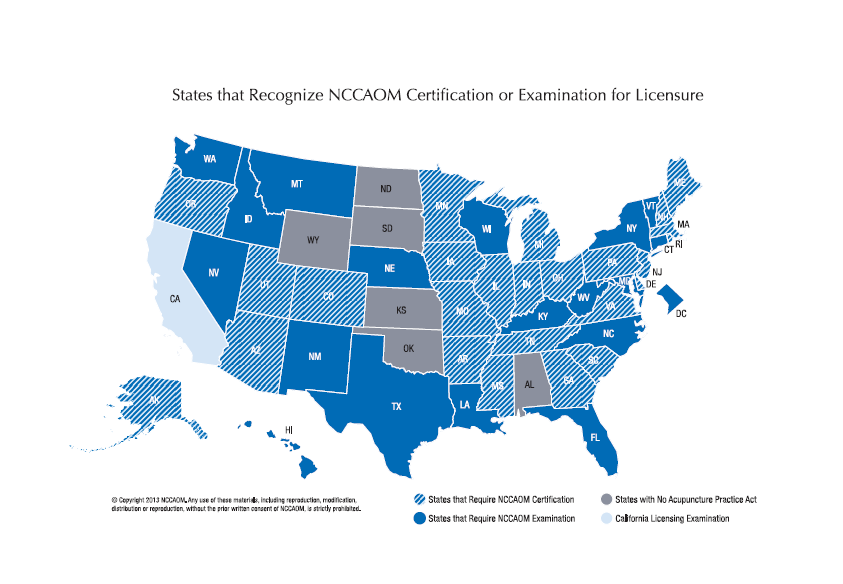 States that Recognize NCCAOM Certification or Examination for Licensure
WA
MT
ND
MN
ME
OR
ID
SD
WI
MI
NY
VT
NH
MA
RI
CT
WY
NV
NE
IA
PA
NJ
UT
CO
IL
IN
OH
MD
DE
CA
KS
MO
WV
VA
DC
KY
AZ
NM
OK
AR
TN
NC
SC
MS
AL
GA
AK
TX
LA
FL
HI
© Copyright 2013 NCCAOM. Any use of these materials, including reproduction, modification,
distribution or reproduction, without the prior written consent of NCCAOM, is strictly prohibited.
States that Require NCCAOM Certification
States with No Acupuncture Practice Act
States that Require NCCAOM Examination
California Licensing Examination